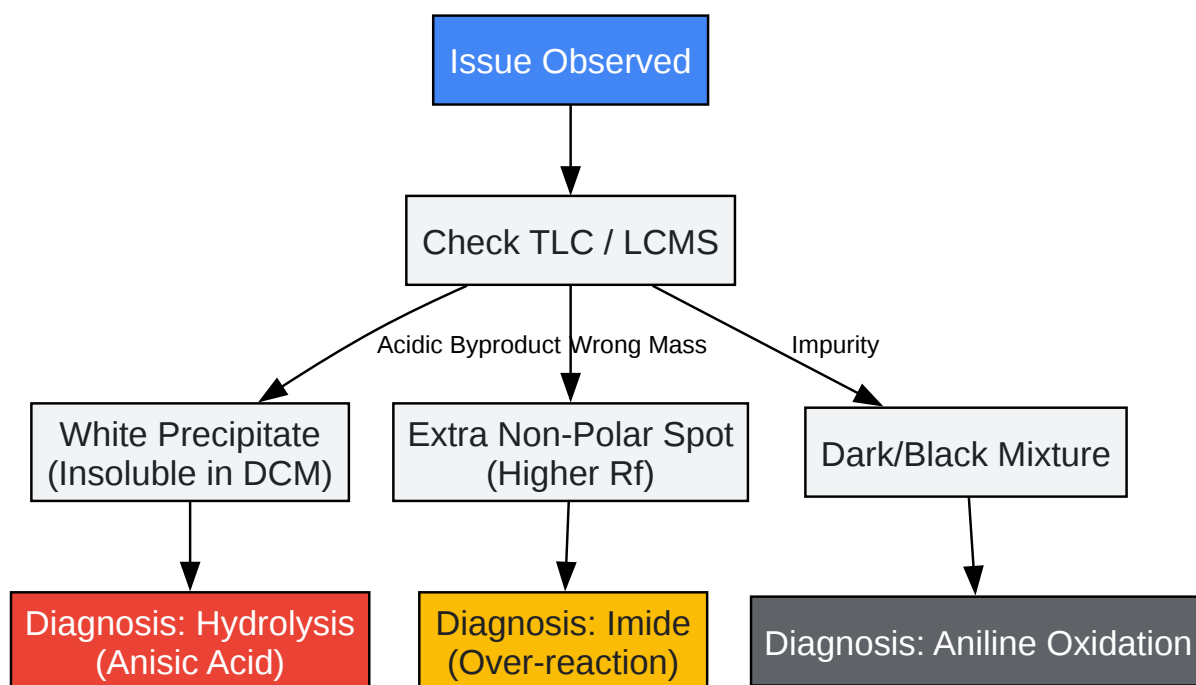 Issue Observed
Check TLC / LCMS
Acidic Byproduct
Wrong Mass
Impurity
White Precipitate
(Insoluble in DCM)
Extra Non-Polar Spot
(Higher Rf)
Dark/Black Mixture
Diagnosis: Hydrolysis
(Anisic Acid)
Diagnosis: Imide
(Over-reaction)
Diagnosis: Aniline Oxidation